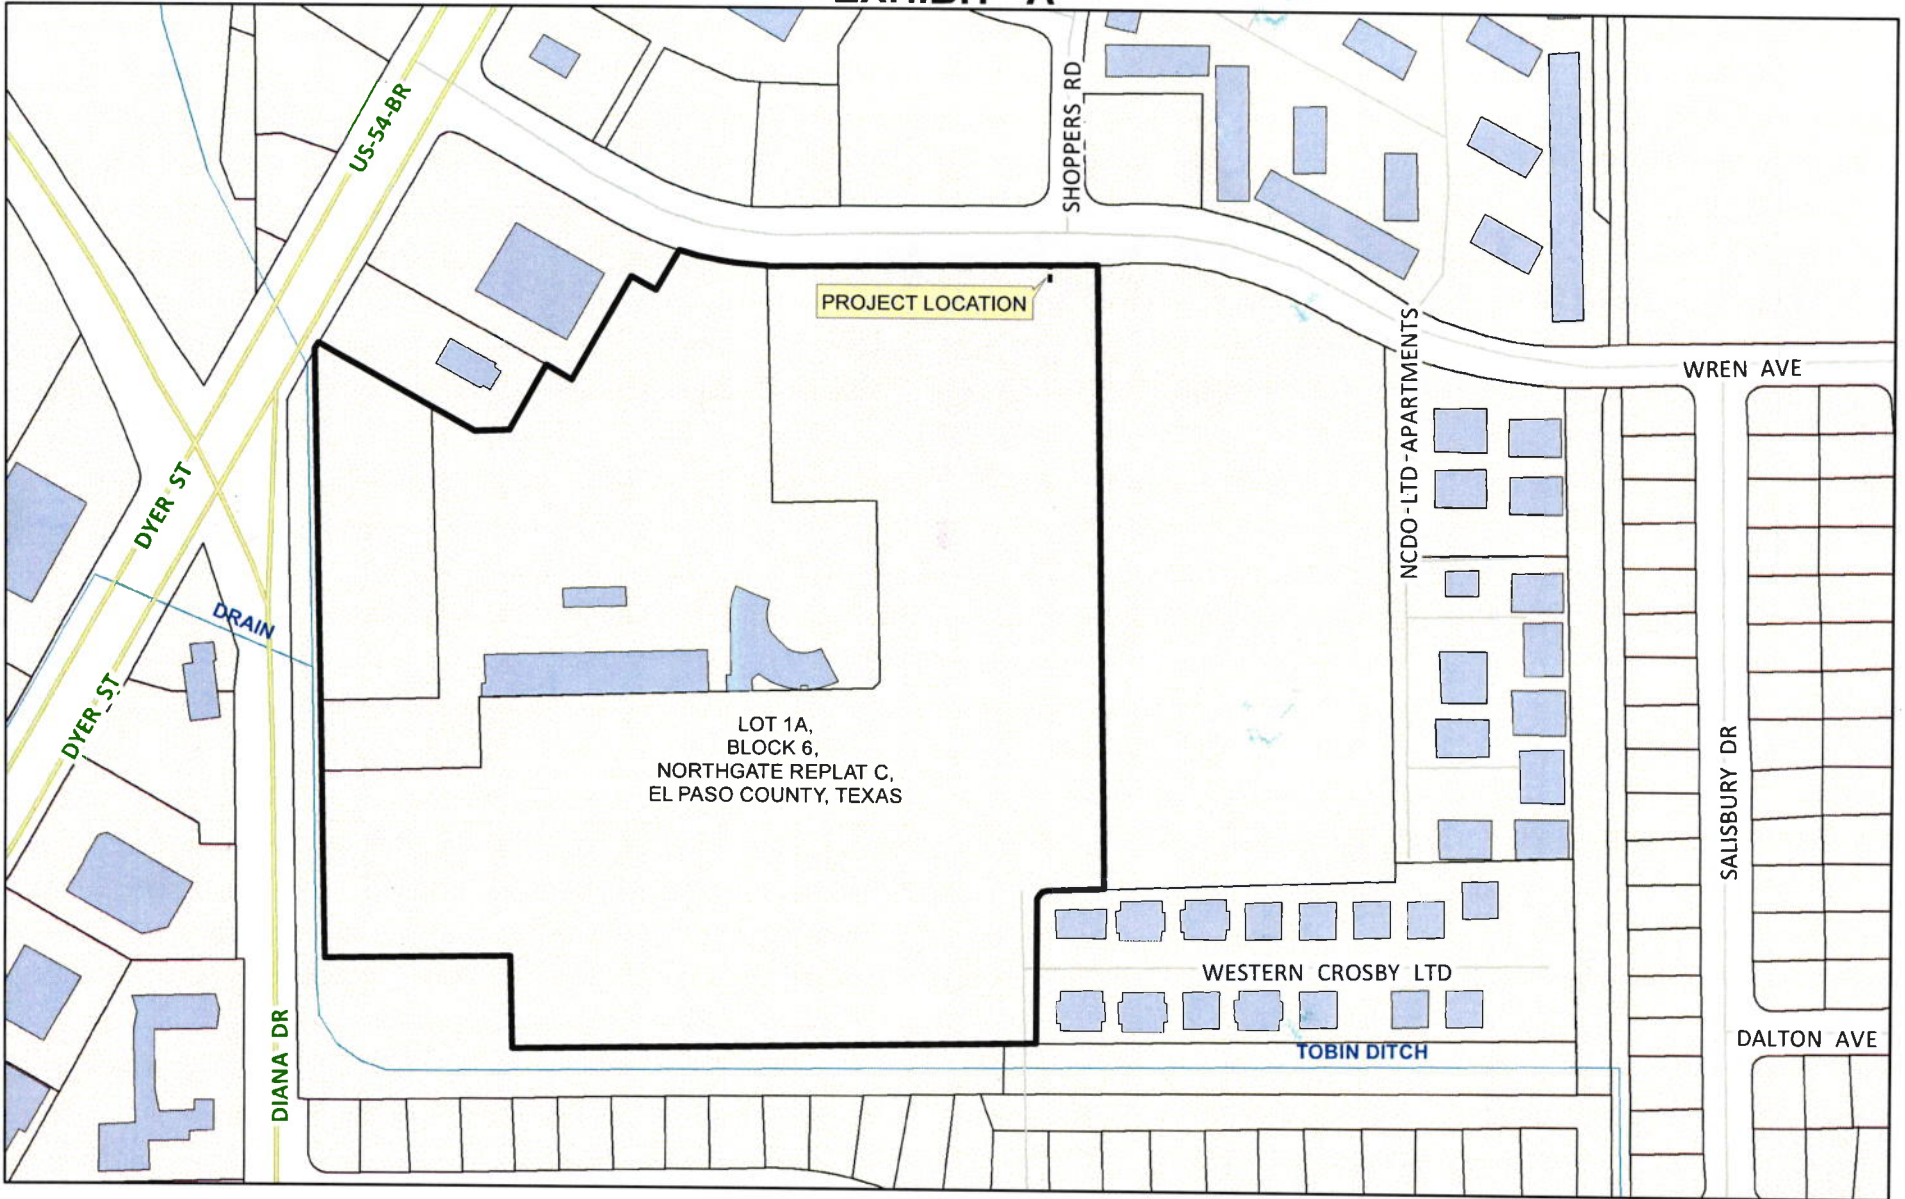 EXHIBIT "A"
US-54-BR
SHOPPERS RD
PROJECT LOCATION
NCDO-LTD-APARTMENTS
WREN AVE
DYER ST
DRAIN
DYER ST
LOT 1A,
BLOCK 6,
NORTHGATE REPLAT C,
EL PASO COUNTY, TEXAS
SALISBURY DR
WESTERN CROSBY LTD
DIANA DR
TOBIN DITCH
DALTON AVE